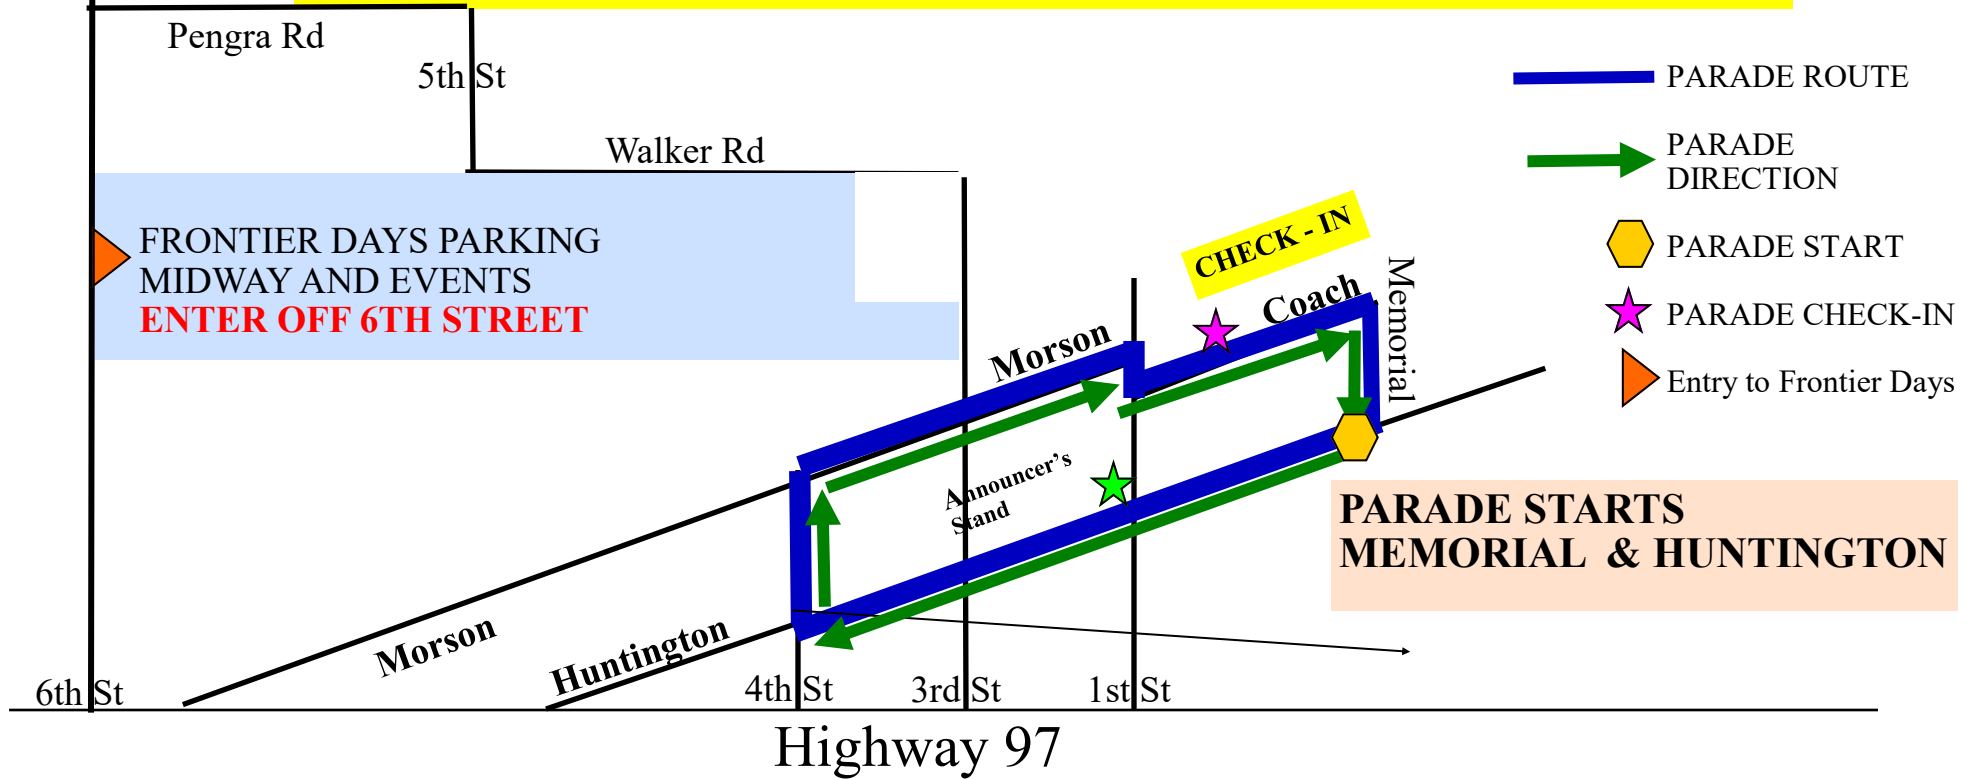 Pengra Rd
5th St
Walker Rd
FRONTIER DAYS PARKING
MIDWAY AND EVENTS
ENTER OFF 6TH STREET
PARADE ROUTE
PARADE
DIRECTION
PARADE START
PARADE CHECK-IN
Entry to Frontier Days
CHECK - IN
Coach
Memorial
Morson
Announcer's
Stand
PARADE STARTS
MEMORIAL & HUNTINGTON
Morson
Huntington
6th St
4th St
3rd St
1st St
Highway 97